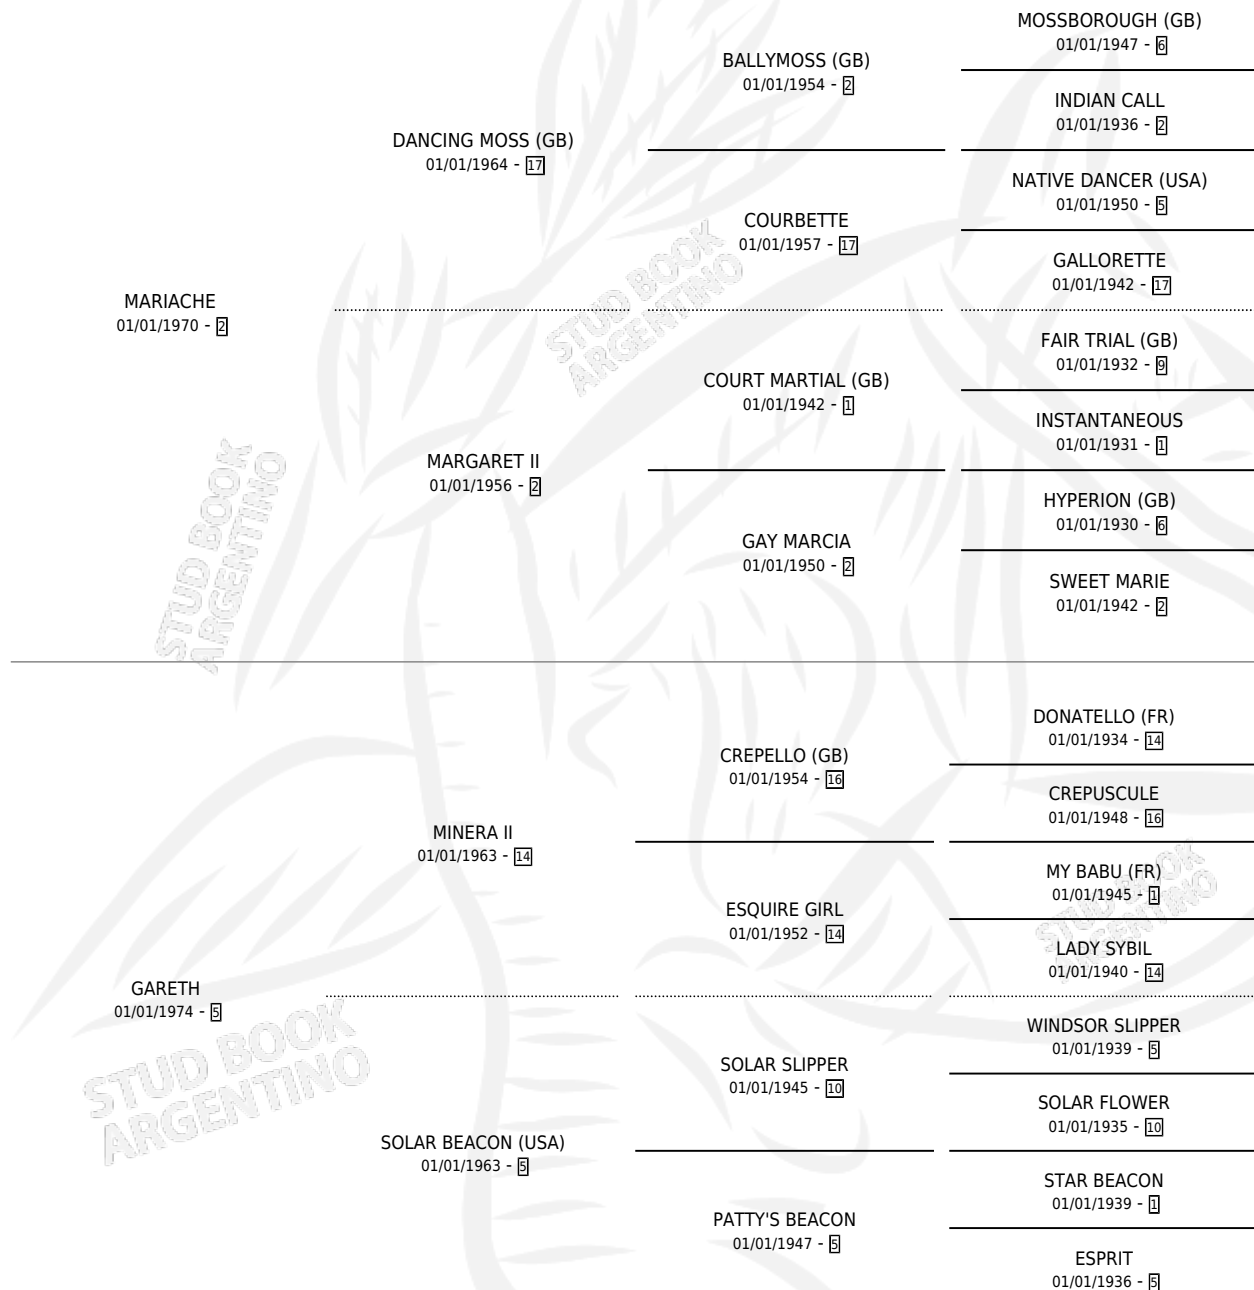 MOSSBOROUGH (GB)
01/01/1947 - 6
BALLYMOSS (GB)
01/01/1954 - 2
INDIAN CALL
01/01/1936 - 2
DANCING MOSS (GB)
01/01/1964 - 17
NATIVE DANCER (USA)
01/01/1950 - 5
COURBETTE
01/01/1957 - 17
GALLORETTE
01/01/1942 - 17
MARIACHE
01/01/1970 - 2
FAIR TRIAL (GB)
01/01/1932 - 9
COURT MARTIAL (GB)
01/01/1942 - 1
INSTANTANEOUS
01/01/1931 - 1
MARGARET II
01/01/1956 - 2
HYPERION (GB)
01/01/1930 - 6
GAY MARCIA
01/01/1950 - 2
SWEET MARIE
01/01/1942 - 2
STUD BOOK
ARGENTINO
STUD BOOK
ARGENTINO
DONATELLO (FR)
01/01/1934 - 14
CREPELLO (GB)
01/01/1954 - 16
CREPUSCULE
01/01/1948 - 16
MINERA II
01/01/1963 - 14
MY BABU (FR)
01/01/1945 - 1
ESQUIRE GIRL
01/01/1952 - 14
LADY SYBIL
01/01/1940 - 14
GARETH
01/01/1974 - 5
WINDSOR SLIPPER
01/01/1939 - 5
SOLAR SLIPPER
01/01/1945 - 10
SOLAR FLOWER
01/01/1935 - 10
SOLAR BEACON (USA)
01/01/1963 - 5
STAR BEACON
01/01/1939 - 1
PATTY'S BEACON
01/01/1947 - 5
ESPRIT
01/01/1936 - 5
STUD BOOK
ARGENTINO
STUD BOOK
ARGENTINO